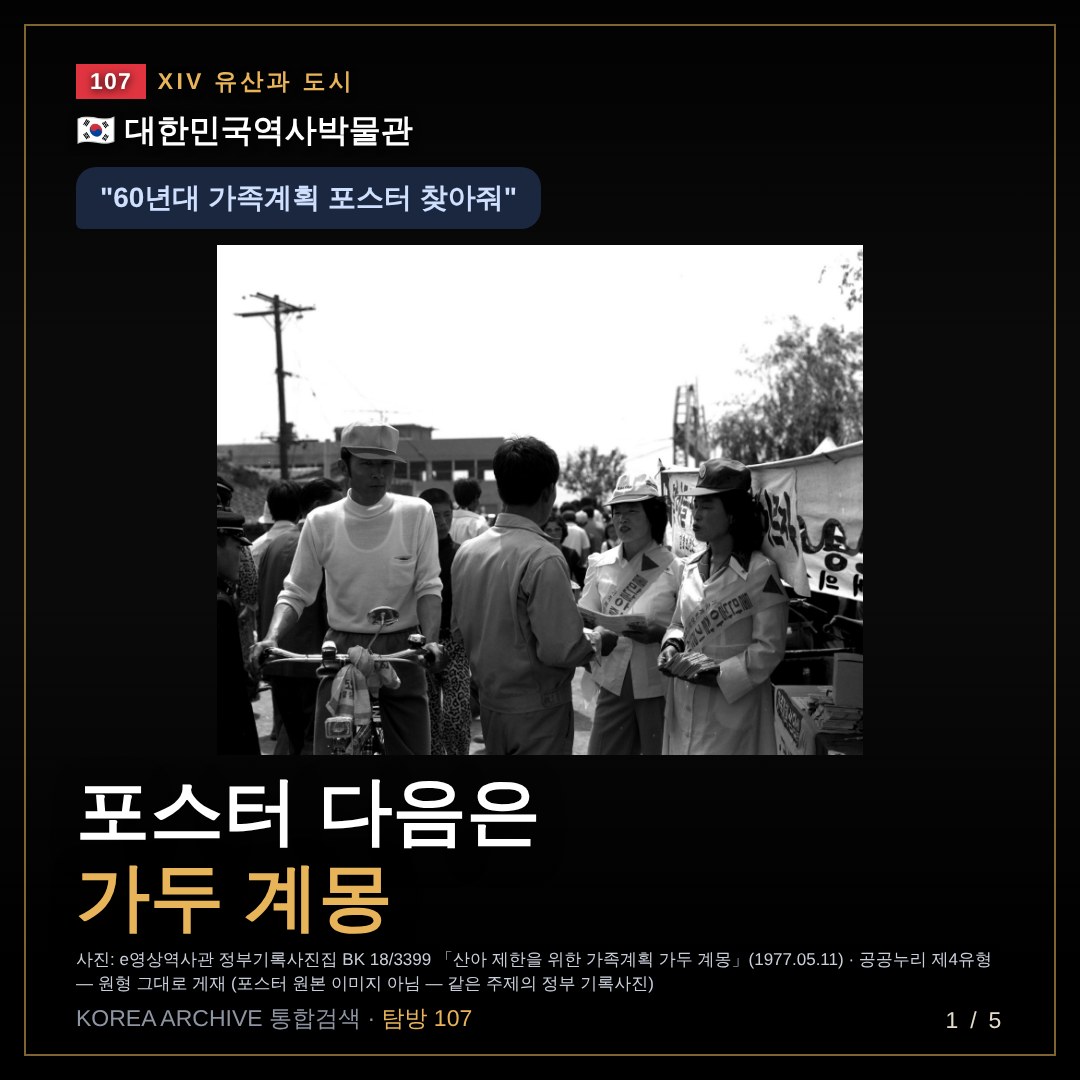 107 XIV 유산과 도시
🇰🇷 대한민국역사박물관
"60년대 가족계획 포스터 찾아줘"
포스터 다음은
가두 계몽
사진: e영상역사관 정부기록사진집 BK 18/3399 「산아 제한을 위한 가족계획 가두 계몽」(1977.05.11) · 공공누리 제4유형
— 원형 그대로 게재 (포스터 원본 이미지 아님 — 같은 주제의 정부 기록사진)
KOREA ARCHIVE 통합검색 · 탐방 107
1 / 5